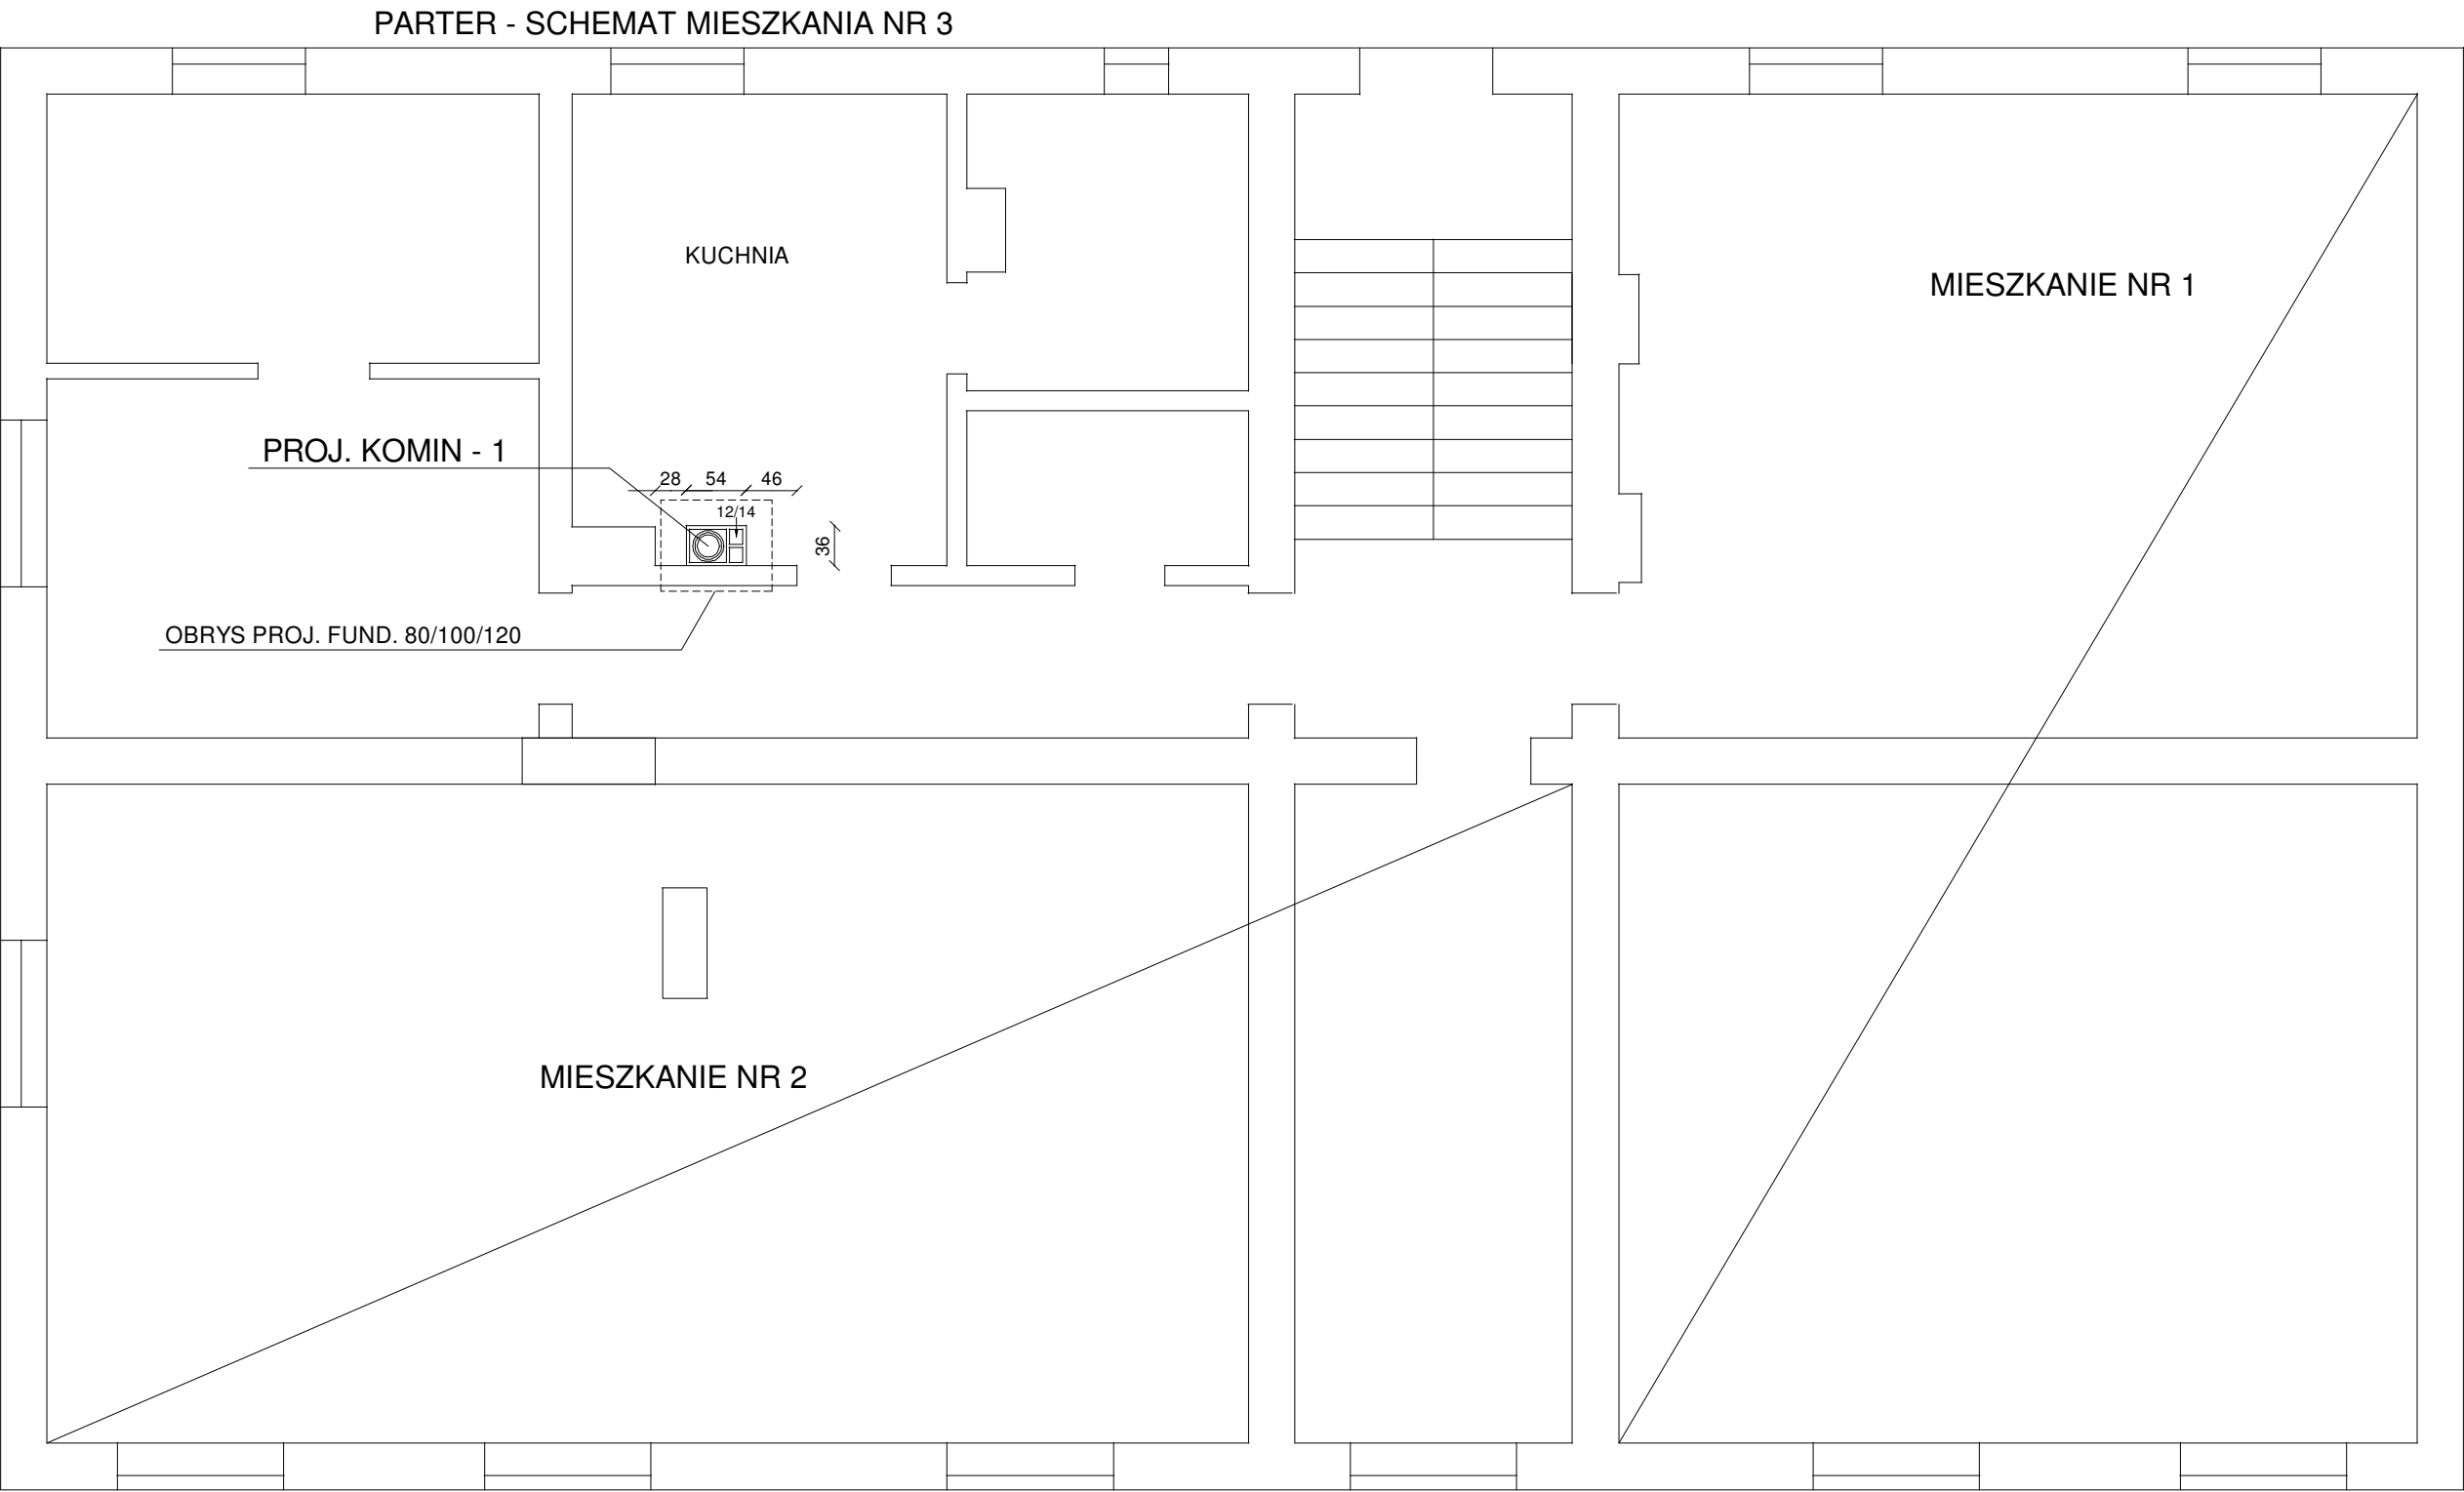 PARTER - SCHEMAT MIESZKANIA NR 3
KUCHNIA
MIESZKANIE NR 1
PROJ. KOMIN - 1
28 54 46
12/14
36
OBRYS PROJ. FUND. 80/100/120
MIESZKANIE NR 2